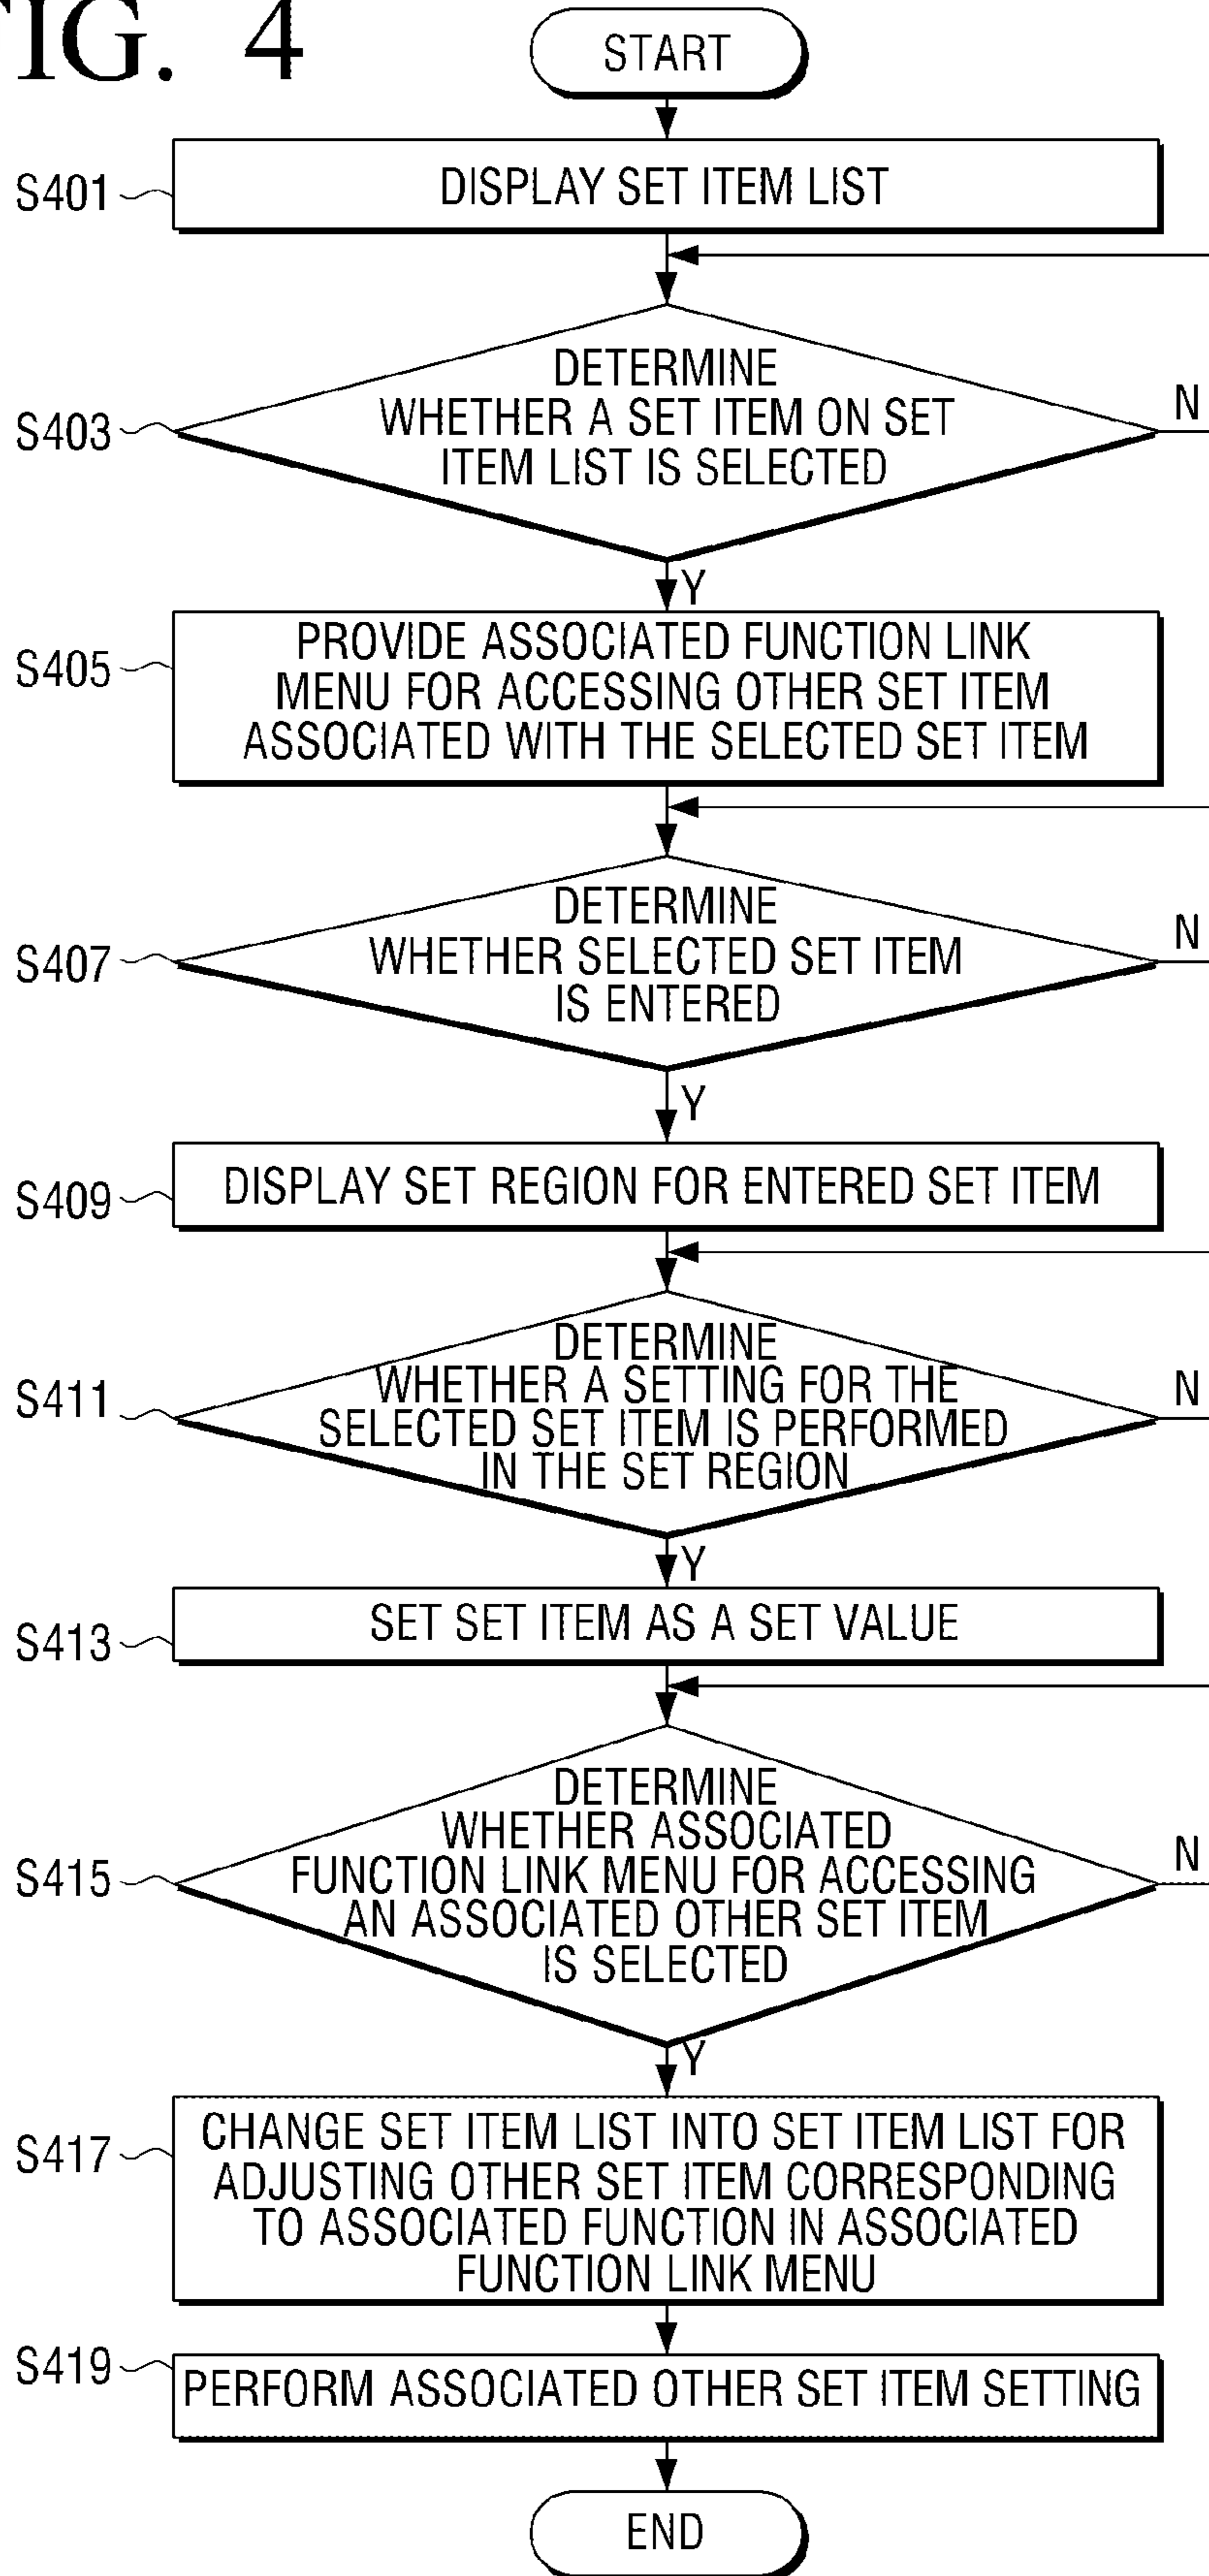 FIG. 4
START
S401
DISPLAY SET ITEM LIST
S403
DETERMINE
WHETHER A SET ITEM ON SET
ITEM LIST IS SELECTED
N
Y
S405
PROVIDE ASSOCIATED FUNCTION LINK
MENU FOR ACCESSING OTHER SET ITEM
ASSOCIATED WITH THE SELECTED SET ITEM
S407
DETERMINE
WHETHER SELECTED SET ITEM
IS ENTERED
N
Y
S409
DISPLAY SET REGION FOR ENTERED SET ITEM
S411
DETERMINE
WHETHER A SETTING FOR THE
SELECTED SET ITEM IS PERFORMED
IN THE SET REGION
N
Y
S413
SET SET ITEM AS A SET VALUE
S415
DETERMINE
WHETHER ASSOCIATED
FUNCTION LINK MENU FOR ACCESSING
AN ASSOCIATED OTHER SET ITEM
IS SELECTED
N
Y
S417
CHANGE SET ITEM LIST INTO SET ITEM LIST FOR
ADJUSTING OTHER SET ITEM CORRESPONDING
TO ASSOCIATED FUNCTION IN ASSOCIATED
FUNCTION LINK MENU
S419
PERFORM ASSOCIATED OTHER SET ITEM SETTING
END